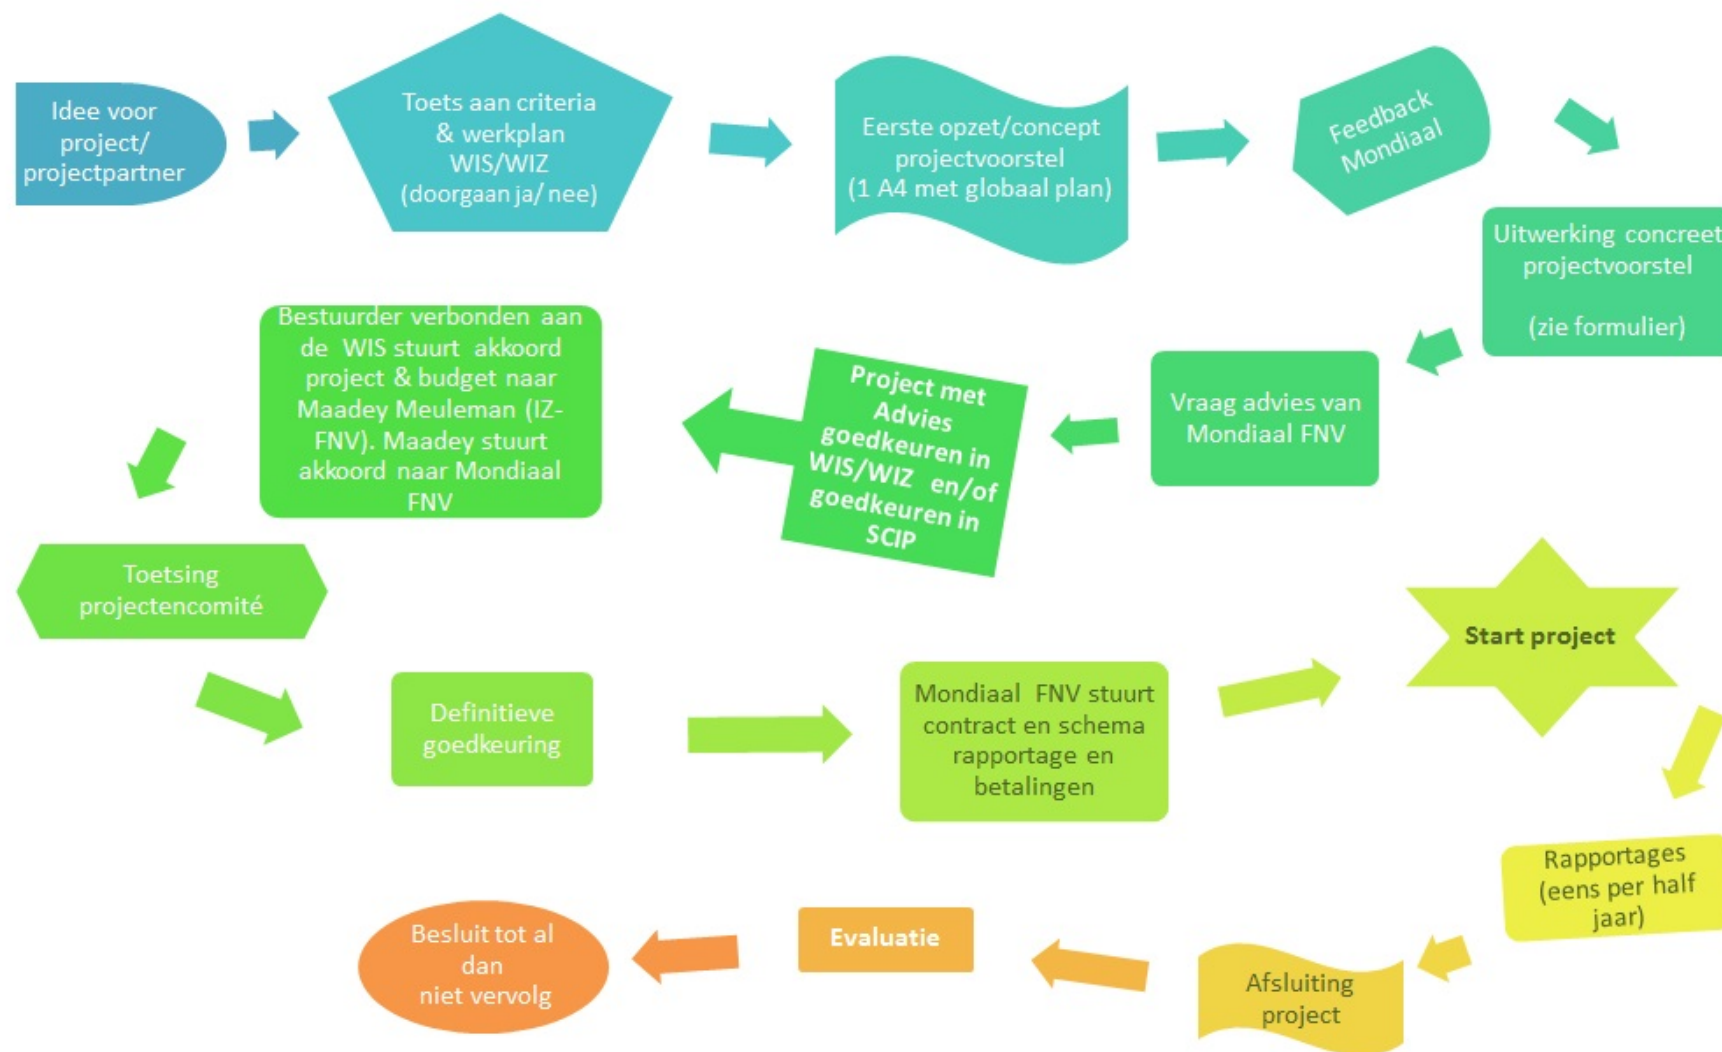 Idee voor
project/
projectpartner
Toets aan criteria
& werkplan
WIS/WIZ
(doorgaan ja/ nee)
Eerste opzet/concept
projectvoorstel
(1 A4 met globaal plan)
Feedback
Mondiaal
Uitwerking concreet
projectvoorstel
(zie formulier)
Vraag advies van
Mondiaal FNV
Project met
Advies
goedkeuren in
WIS/WIZ en/of
goedkeuren in
SCIP
Bestuurder verbonden aan
de WIS stuurt akkoord
project & budget naar
Maadey Meuleman (IZ-
FNV). Maadey stuurt
akkoord naar Mondiaal
FNV
Toetsing
projectencomité
Definitieve
goedkeuring
Mondiaal FNV stuurt
contract en schema
rapportage en
betalingen
Start project
Rapportages
(eens per half
jaar)
Afsluiting
project
Evaluatie
Besluit tot al
dan
niet vervolg